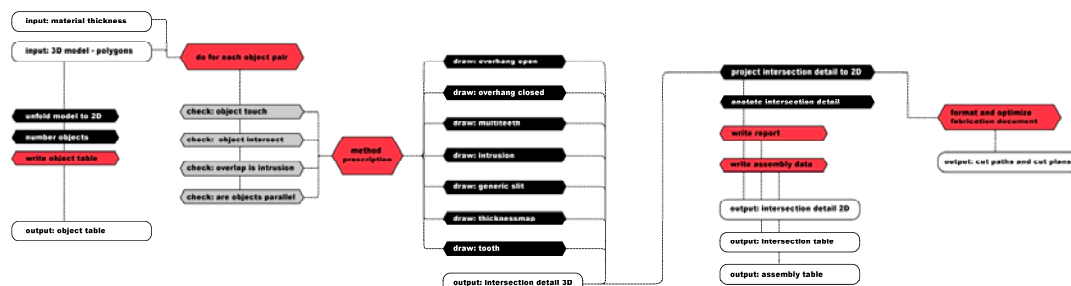 input: material thickness
input: 3D model - polygons
do for each object pair
unfold model to 2D
number objects
write object table
output: object table
check: object touch
check: object intersect
check: overlap is intrusion
check: are objects parallel
method
prescription
draw: overhang open
draw: overhang closed
draw: multiteeth
draw: intrusion
draw: generic slit
draw: thicknessmap
draw: tooth
output: intersection detail 3D
project intersection detail to 2D
anotate intersection detail
write report
write assembly data
output: intersection detail 2D
output: intersection table
output: assembly table
format and optimize
fabrication document
output: cut paths and cut plans